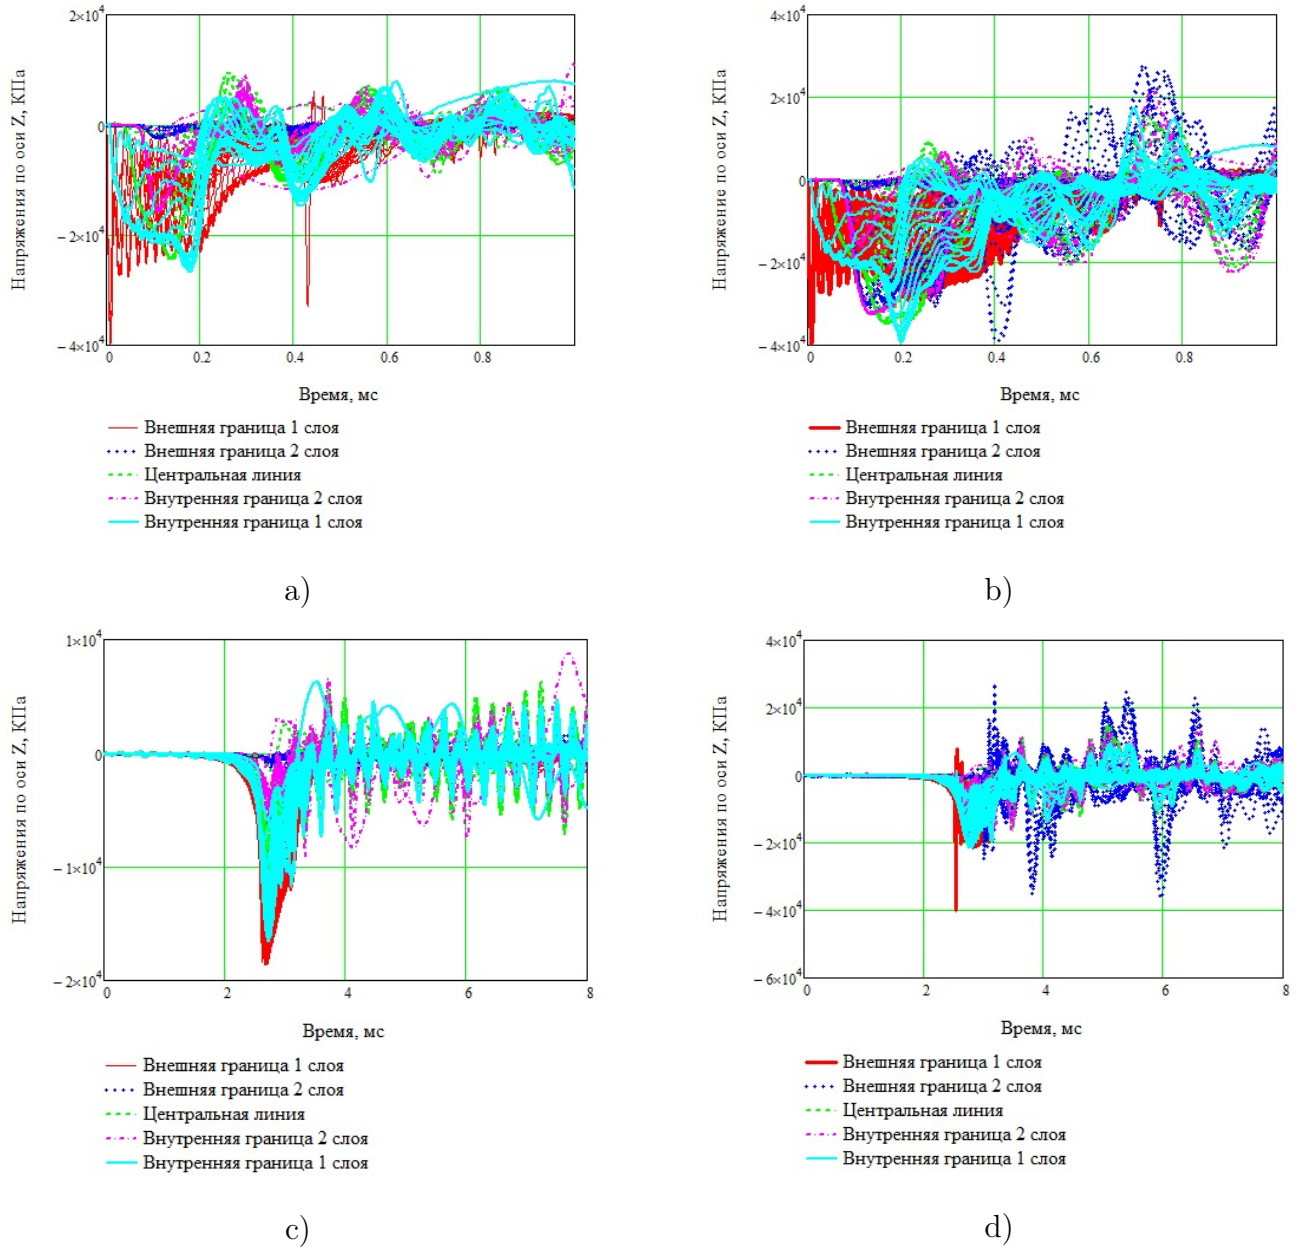 Напряжения по оси Z, КПа
2×10⁴
0
−2×10⁴
−4×10⁴
0 0.2 0.4 0.6 0.8
Время, мс
Внешняя граница 1 слоя
Внешняя граница 2 слоя
Центральная линия
Внутренняя граница 2 слоя
Внутренняя граница 1 слоя
a)
Напряжение по оси Z, КПа
4×10⁴
2×10⁴
0
−2×10⁴
−4×10⁴
0 0.2 0.4 0.6 0.8
Время, мс
Внешняя граница 1 слоя
Внешняя граница 2 слоя
Центральная линия
Внутренняя граница 2 слоя
Внутренняя граница 1 слоя
b)
Напряжения по оси Z, КПа
1×10⁴
0
−1×10⁴
−2×10⁴
0 2 4 6 8
Время, мс
Внешняя граница 1 слоя
Внешняя граница 2 слоя
Центральная линия
Внутренняя граница 2 слоя
Внутренняя граница 1 слоя
c)
Напряжения по оси Z, КПа
4×10⁴
2×10⁴
0
−2×10⁴
−4×10⁴
−6×10⁴
0 2 4 6 8
Время, мс
Внешняя граница 1 слоя
Внешняя граница 2 слоя
Центральная линия
Внутренняя граница 2 слоя
Внутренняя граница 1 слоя
d)